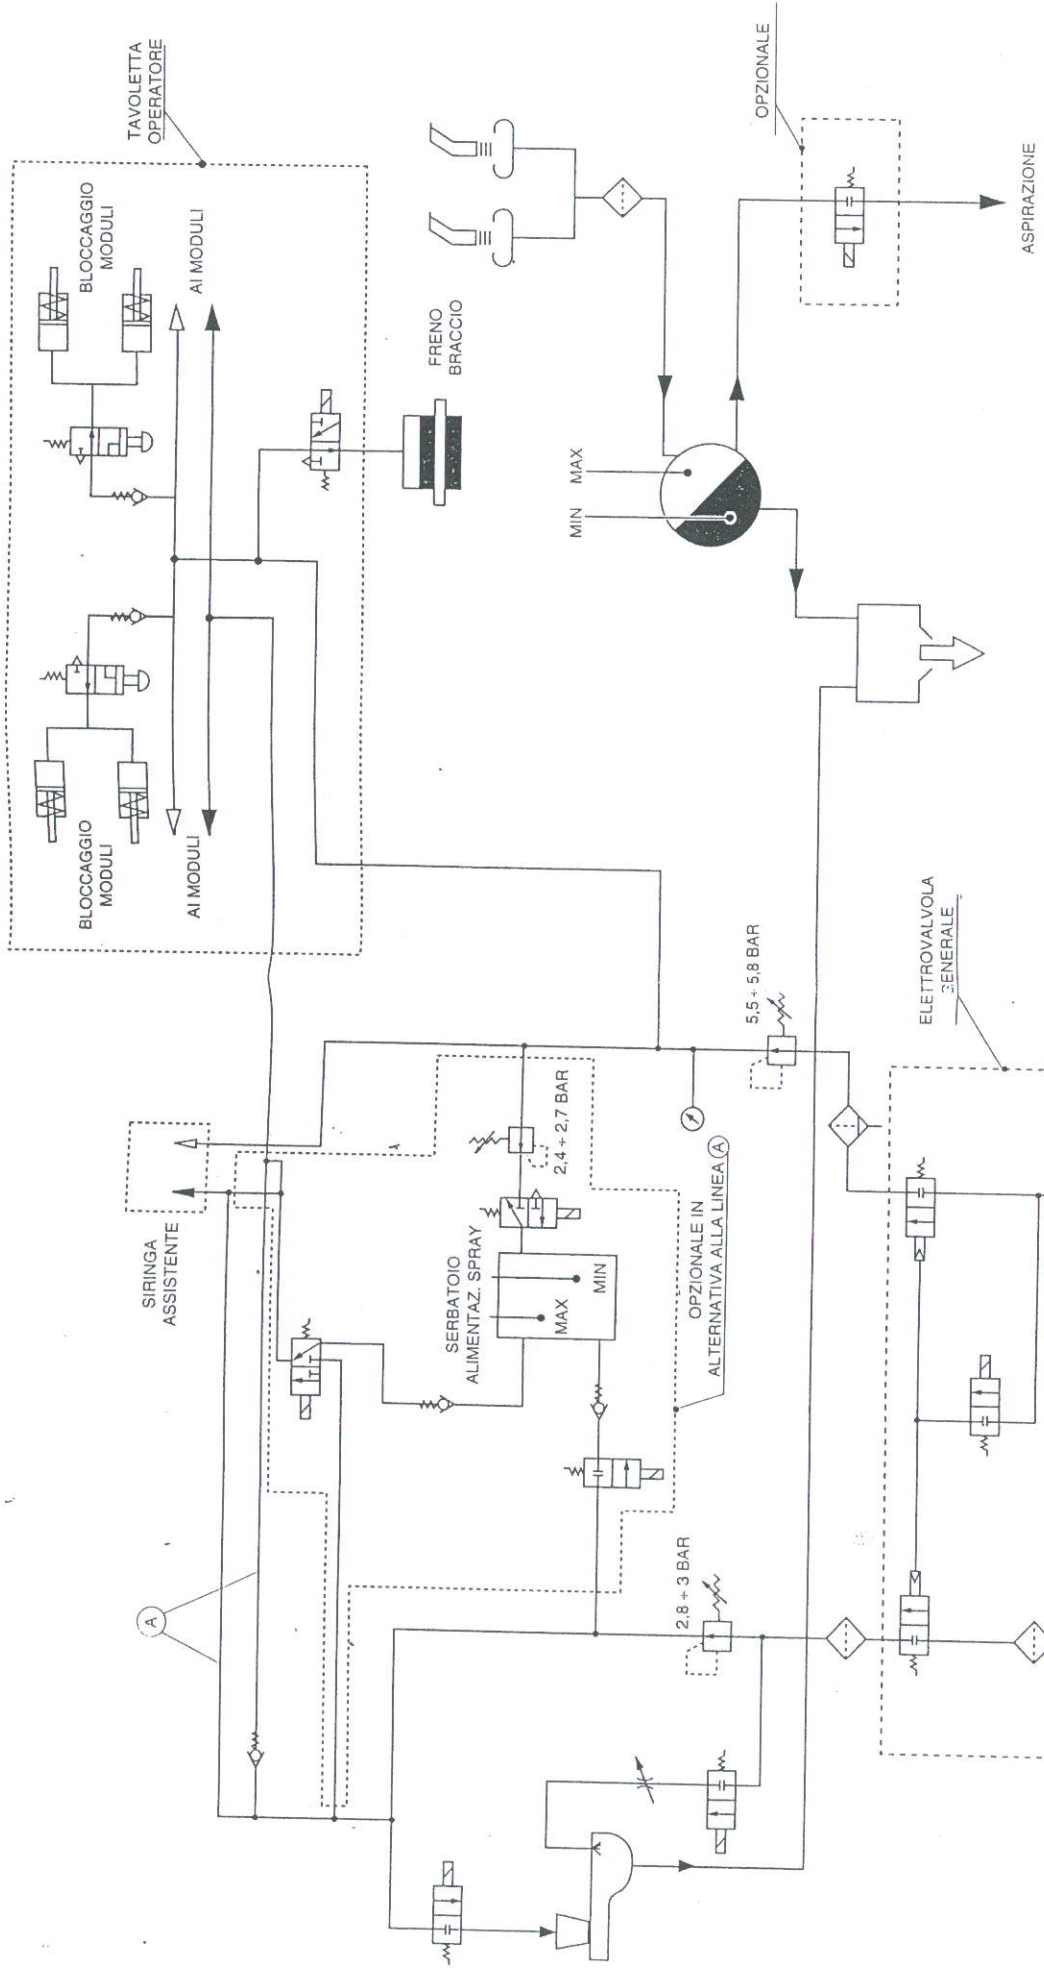 TAVOLETTA
OPERATORE
BLOCCAGGIO
MODULI
AI MODULI
BLOCCAGGIO
MODULI
AI MODULI
FRENO
BRACCIO
OPZIONALE
ASPIRAZIONE
MAX
MIN
SIRINGA
ASSISTENTE
SERBATOIO
ALIMENTAZ. SPRAY
MAX
MIN
2,4 ÷ 2,7 BAR
5,5 ÷ 5,8 BAR
OPZIONALE IN
ALTERNATIVA ALLA LINEA A
ELETTROVALVOLA
GENERALE
A
2,8 ÷ 3 BAR